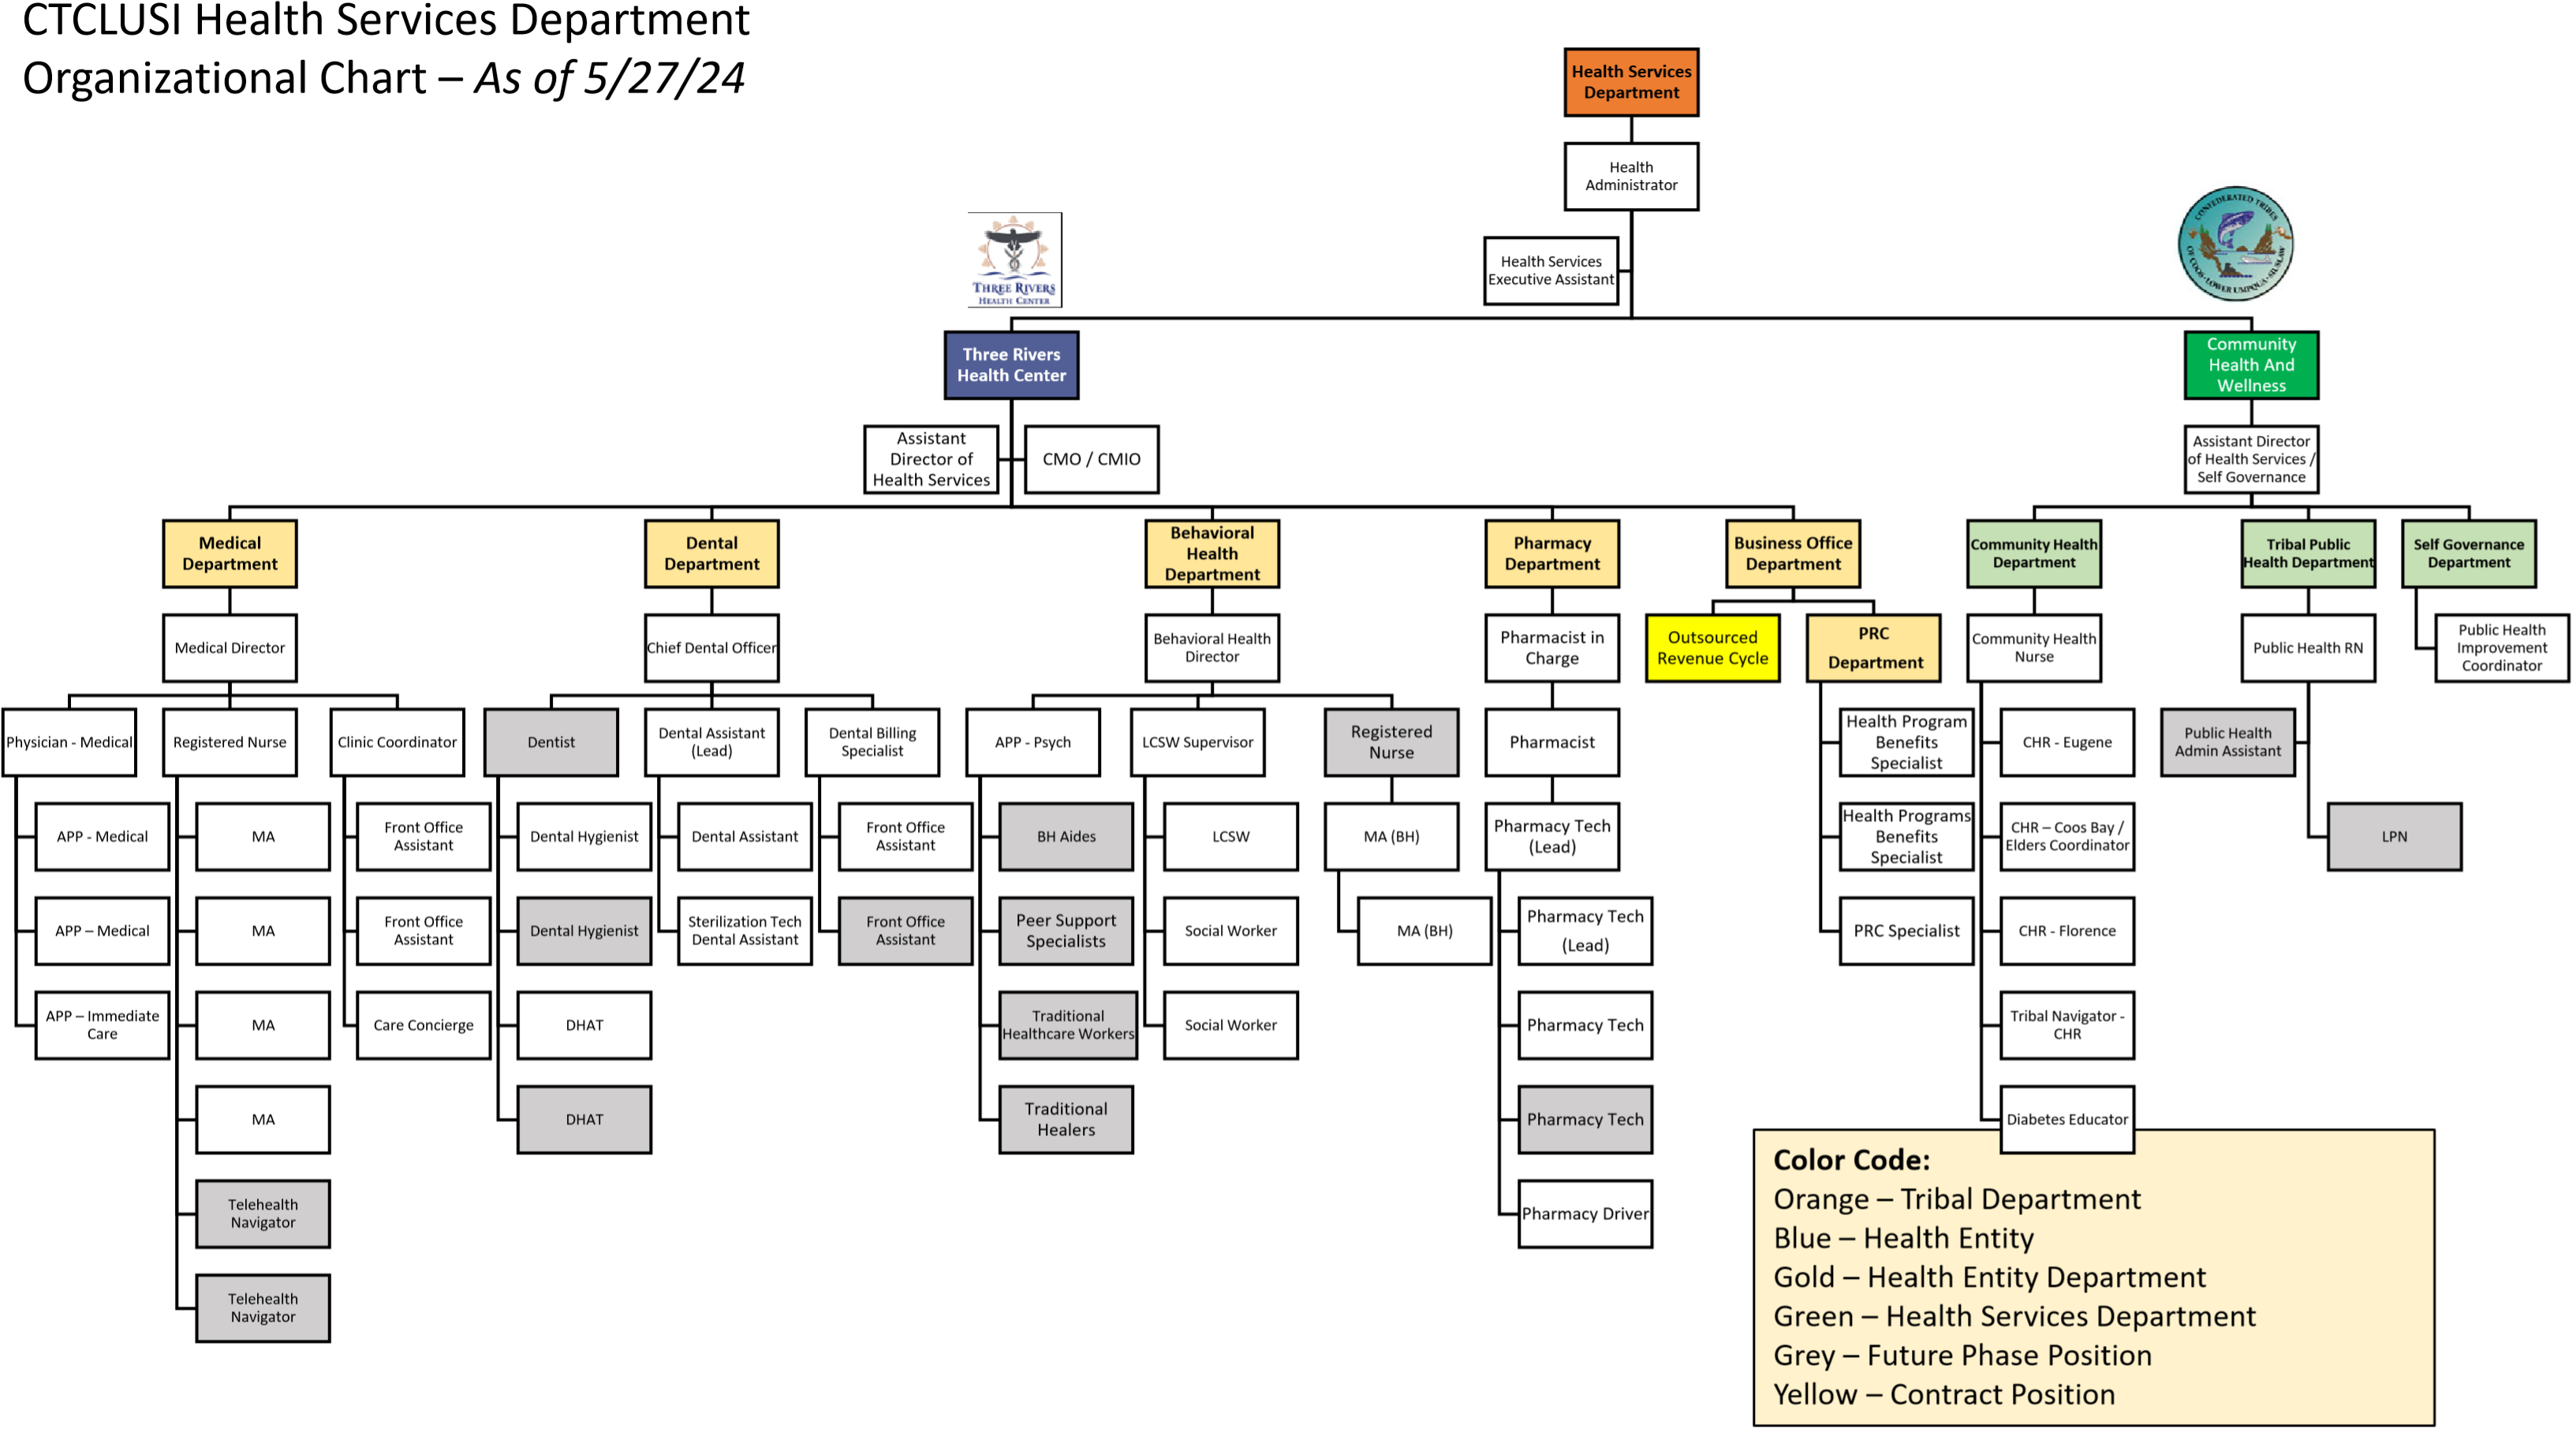 CTCLUSI Health Services Department
Organizational Chart – As of 5/27/24
Health Services
Department
Health
Administrator
Health Services
Executive Assistant
THREE RIVERS
HEALTH CENTER
CONFEDERATED TRIBES
OF COOS • LOWER UMPQUA • SIUSLAW
Three Rivers
Health Center
Community
Health And
Wellness
Assistant
Director of
Health Services
CMO / CMIO
Assistant Director
of Health Services /
Self Governance
Medical
Department
Dental
Department
Behavioral
Health
Department
Pharmacy
Department
Business Office
Department
Community Health
Department
Tribal Public
Health Department
Self Governance
Department
Medical Director
Chief Dental Officer
Behavioral Health
Director
Pharmacist in
Charge
Outsourced
Revenue Cycle
PRC
Department
Community Health
Nurse
Public Health RN
Public Health
Improvement
Coordinator
Physician - Medical
Registered Nurse
Clinic Coordinator
Dentist
Dental Assistant
(Lead)
Dental Billing
Specialist
APP - Psych
LCSW Supervisor
Registered
Nurse
Pharmacist
Health Program
Benefits
Specialist
CHR - Eugene
Public Health
Admin Assistant
APP - Medical
MA
Front Office
Assistant
Dental Hygienist
Dental Assistant
Front Office
Assistant
BH Aides
LCSW
MA (BH)
Pharmacy Tech
(Lead)
Health Programs
Benefits
Specialist
CHR – Coos Bay /
Elders Coordinator
LPN
APP – Medical
MA
Front Office
Assistant
Dental Hygienist
Sterilization Tech
Dental Assistant
Front Office
Assistant
Peer Support
Specialists
Social Worker
MA (BH)
Pharmacy Tech
(Lead)
PRC Specialist
CHR - Florence
APP – Immediate
Care
MA
Care Concierge
DHAT
Traditional
Healthcare Workers
Social Worker
Pharmacy Tech
Tribal Navigator -
CHR
MA
DHAT
Traditional
Healers
Pharmacy Tech
Diabetes Educator
Telehealth
Navigator
Pharmacy Driver
Telehealth
Navigator
Color Code:
Orange – Tribal Department
Blue – Health Entity
Gold – Health Entity Department
Green – Health Services Department
Grey – Future Phase Position
Yellow – Contract Position